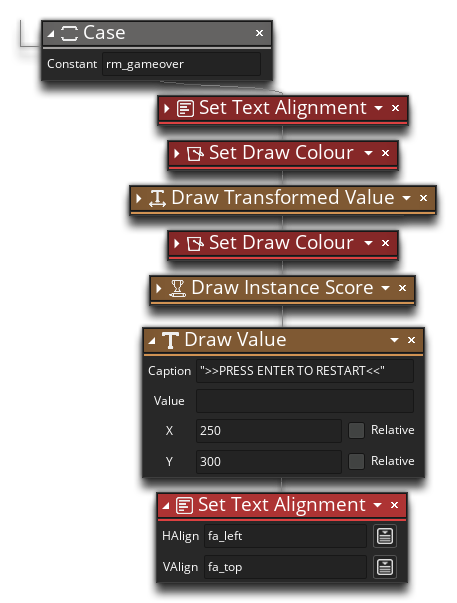 Case
Constant rm_gameover
Set Text Alignment
Set Draw Colour
Draw Transformed Value
Set Draw Colour
Draw Instance Score
Draw Value
Caption ">>PRESS ENTER TO RESTART<<"
Value
X 250 Relative
Y 300 Relative
Set Text Alignment
HAlign fa_left
VAlign fa_top